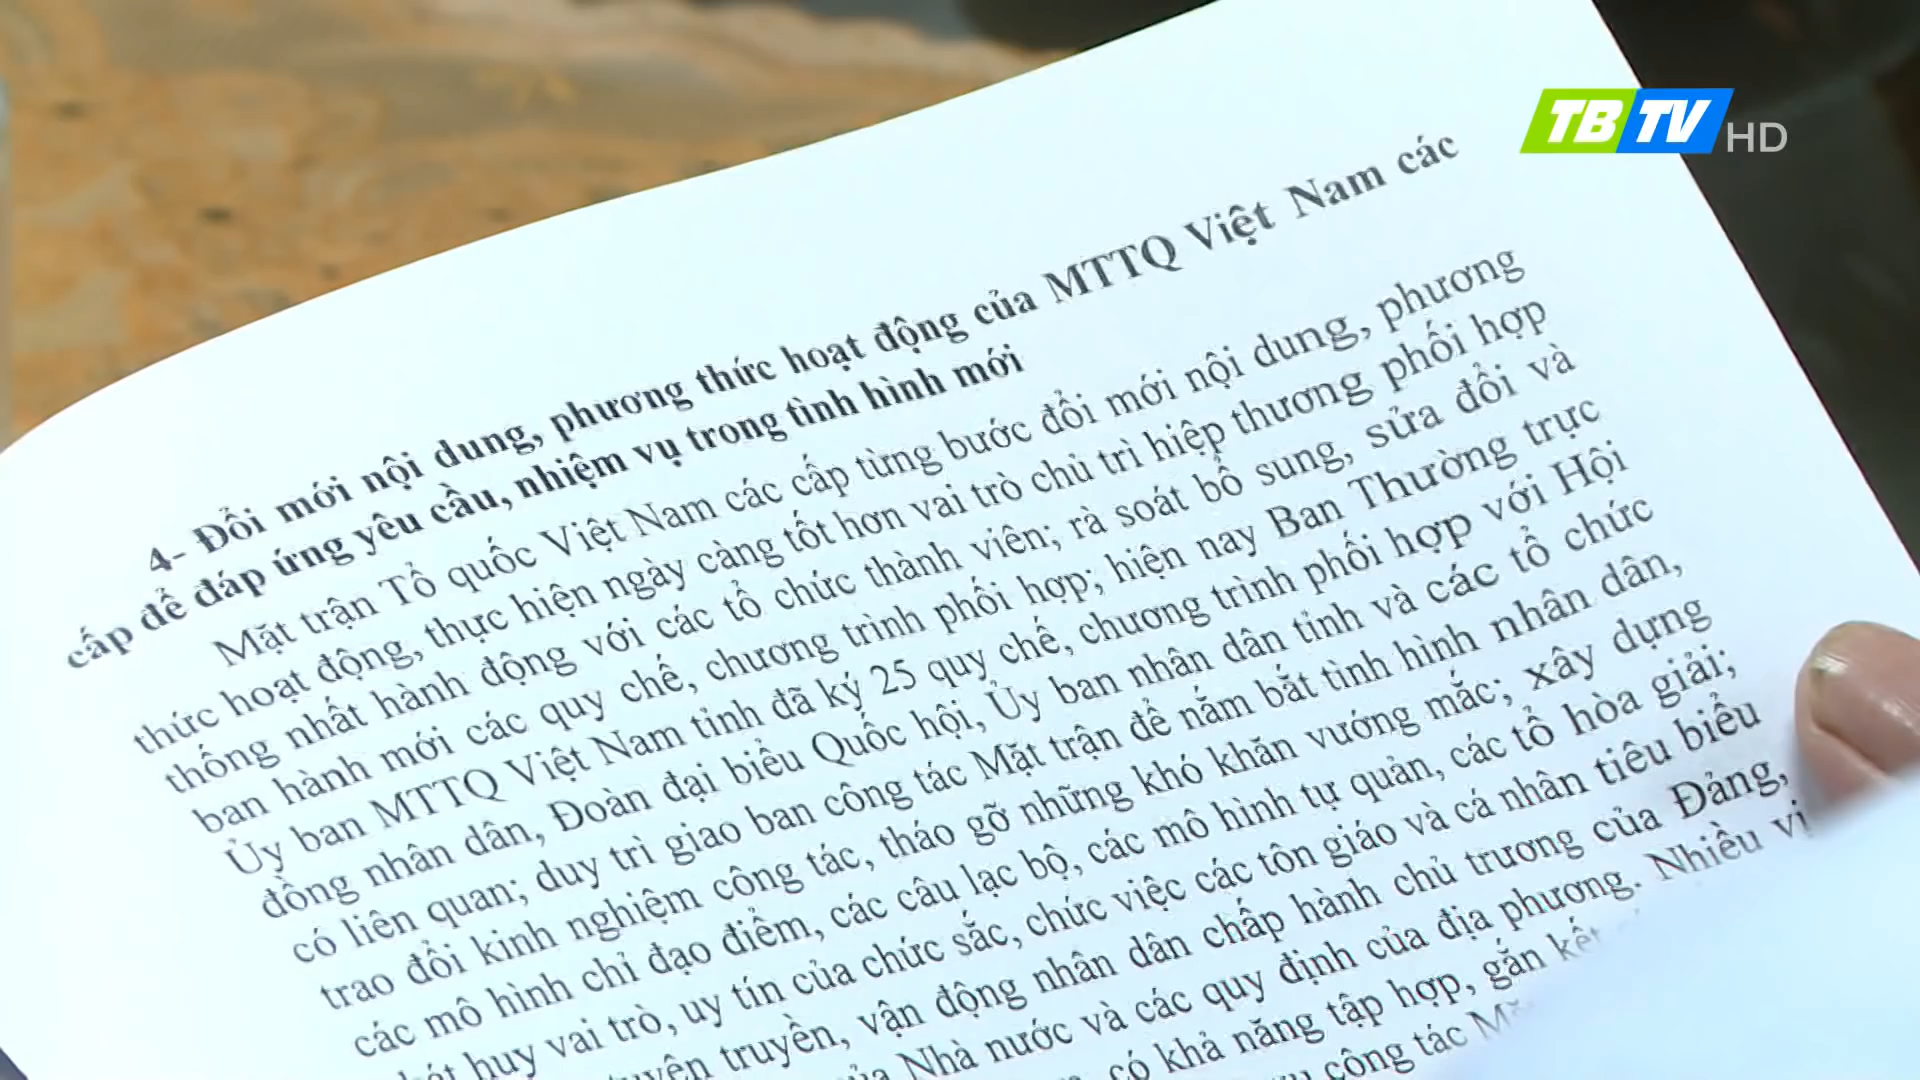 TBTV HD
4- Đổi mới nội dung, phương thức hoạt động của MTTQ Việt Nam các
cấp để đáp ứng yêu cầu, nhiệm vụ trong tình hình mới
Mặt trận Tổ quốc Việt Nam các cấp từng bước đổi mới nội dung, phương
thức hoạt động, thực hiện ngày càng tốt hơn vai trò chủ trì hiệp thương phối hợp
thống nhất hành động với các tổ chức thành viên; rà soát bổ sung, sửa đổi và
ban hành mới các quy chế, chương trình phối hợp; hiện nay Ban Thường trực
Ủy ban MTTQ Việt Nam tỉnh đã ký 25 quy chế, chương trình phối hợp với Hội
đồng nhân dân, Đoàn đại biểu Quốc hội, Ủy ban nhân dân tỉnh và các tổ chức
có liên quan; duy trì giao ban công tác Mặt trận để nắm bắt tình hình nhân dân,
trao đổi kinh nghiệm công tác, tháo gỡ những khó khăn vướng mắc; xây dựng
các mô hình chỉ đạo điểm, các câu lạc bộ, các mô hình tự quản, các tổ hòa giải;
huy vai trò, uy tín của chức sắc, chức việc các tôn giáo và cá nhân tiêu biểu
truyền, vận động nhân dân chấp hành chủ trương của Đảng,
Nhà nước và các quy định của địa phương. Nhiều vị
có khả năng tập hợp, gắn kết
công tác